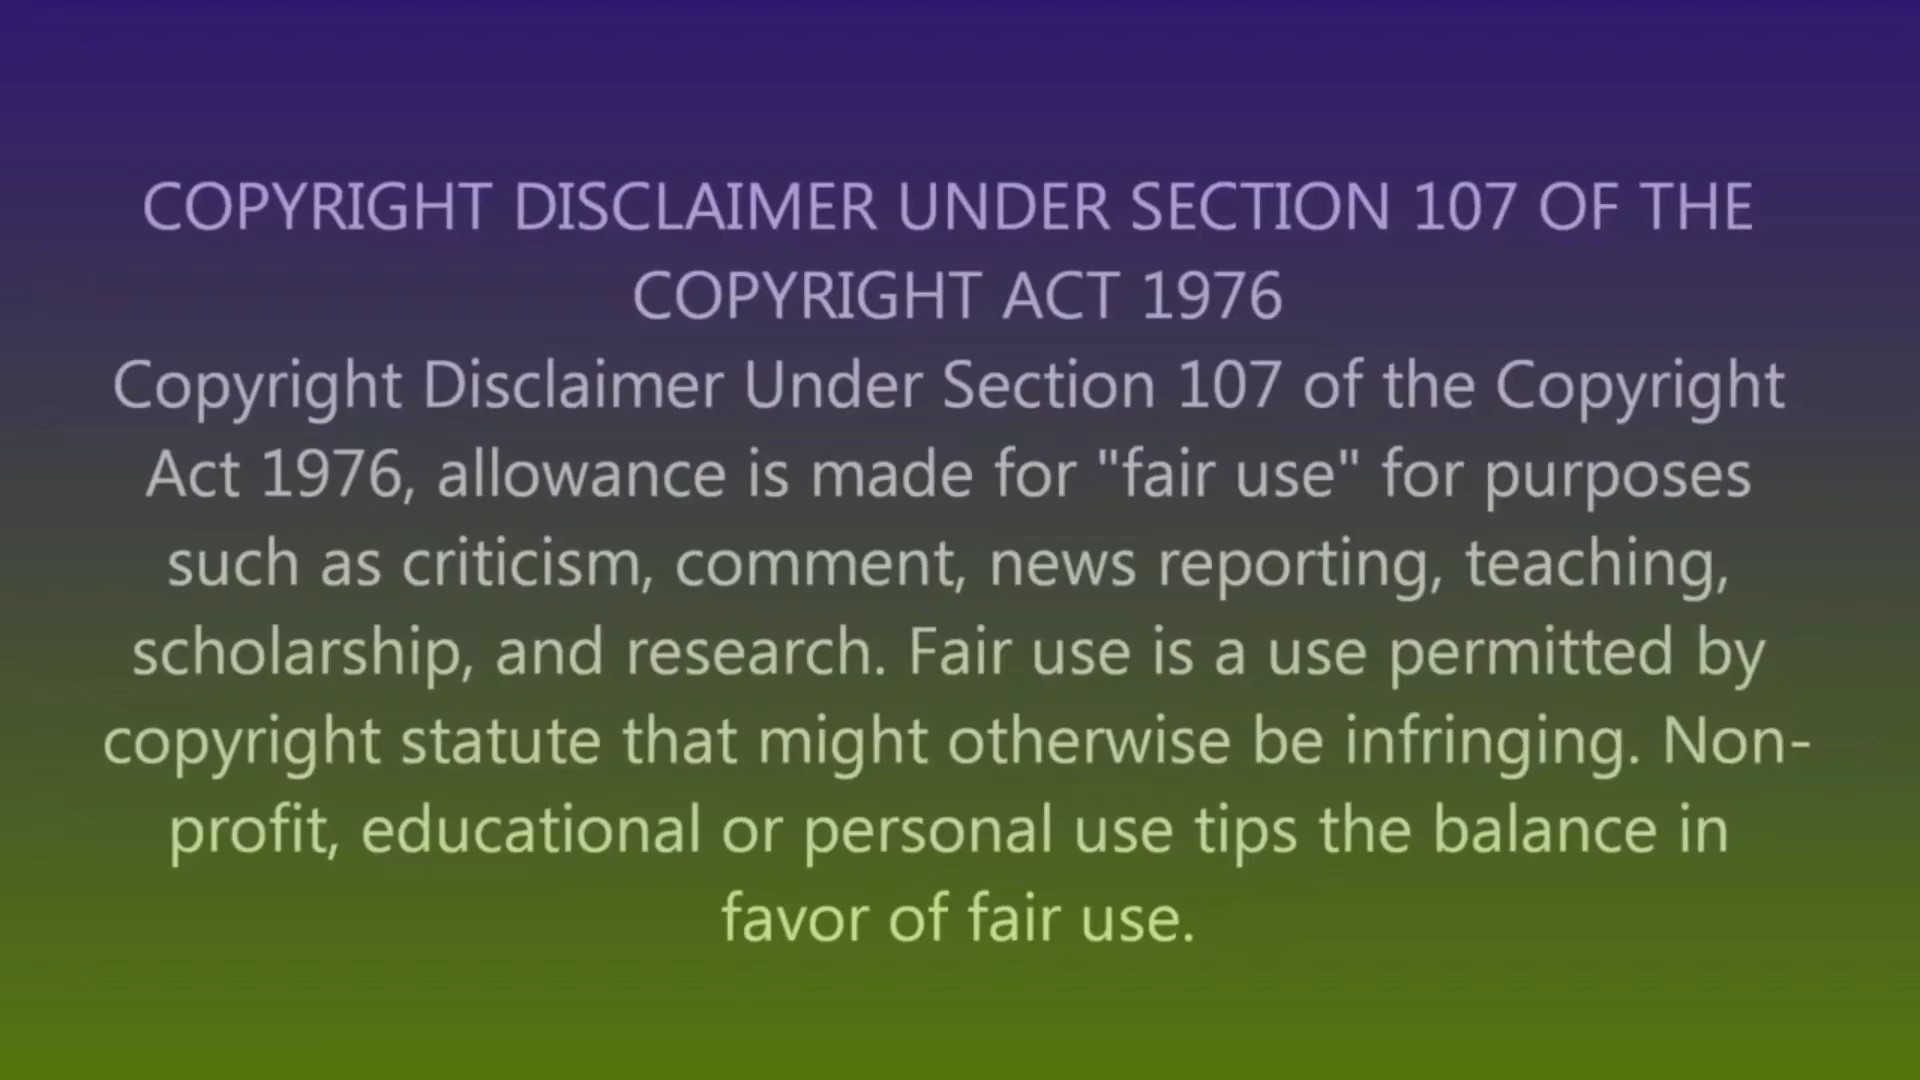 COPYRIGHT DISCLAIMER UNDER SECTION 107 OF THE
COPYRIGHT ACT 1976
Copyright Disclaimer Under Section 107 of the Copyright
Act 1976, allowance is made for "fair use" for purposes
such as criticism, comment, news reporting, teaching,
scholarship, and research. Fair use is a use permitted by
copyright statute that might otherwise be infringing. Non-
profit, educational or personal use tips the balance in
favor of fair use.